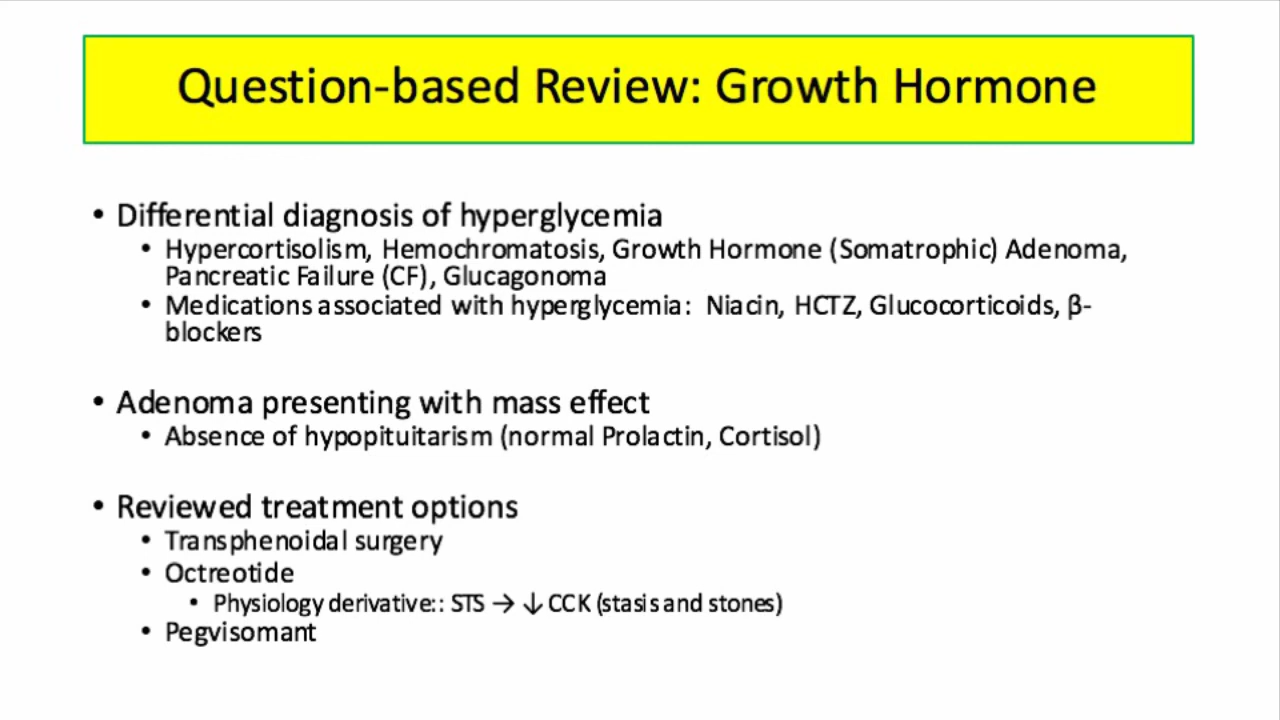 Question-based Review: Growth Hormone
• Differential diagnosis of hyperglycemia
• Hypercortisolism, Hemochromatosis, Growth Hormone (Somatrophic) Adenoma,
Pancreatic Failure (CF), Glucagonoma
• Medications associated with hyperglycemia: Niacin, HCTZ, Glucocorticoids, β-
blockers
• Adenoma presenting with mass effect
• Absence of hypopituitarism (normal Prolactin, Cortisol)
• Reviewed treatment options
• Transphenoidal surgery
• Octreotide
• Physiology derivative:: STS → ↓ CCK (stasis and stones)
• Pegvisomant